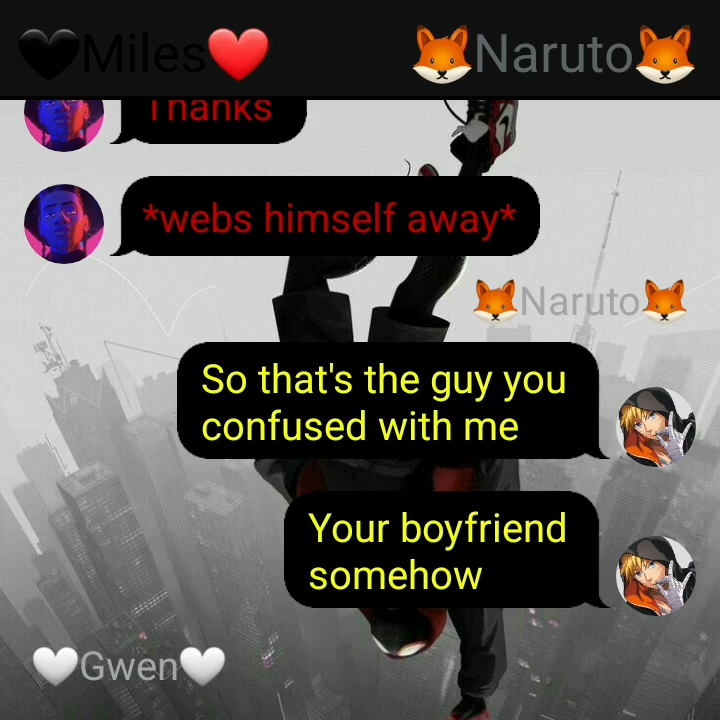 🖤Miles❤️
🦊Naruto🦊
Thanks
*webs himself away*
🦊Naruto🦊
So that's the guy you
confused with me
Your boyfriend
somehow
🤍Gwen🤍